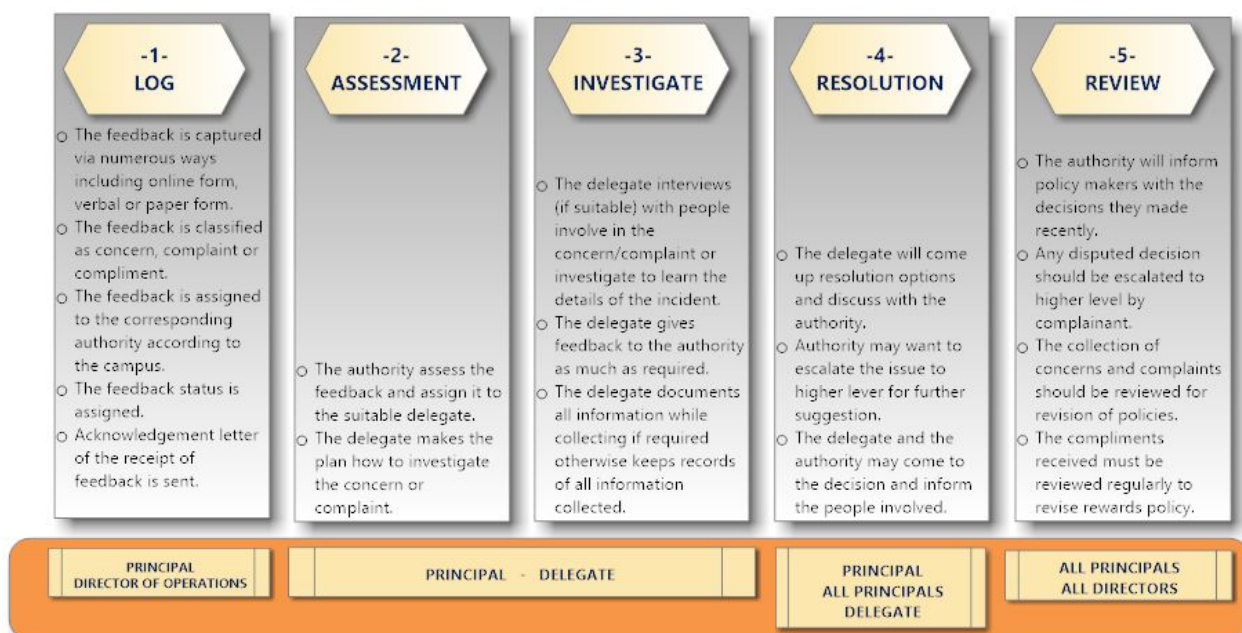 -1-
LOG
○ The feedback is captured
via numerous ways
including online form,
verbal or paper form.
○ The feedback is classified
as concern, complaint or
compliment.
○ The feedback is assigned
to the corresponding
authority according to
the campus.
○ The feedback status is
assigned.
○ Acknowledgement letter
of the receipt of
feedback is sent.
-2-
ASSESSMENT
○ The authority assess the
feedback and assign it to
the suitable delegate.
○ The delegate makes the
plan how to investigate
the concern or
complaint.
-3-
INVESTIGATE
○ The delegate interviews
(if suitable) with people
involve in the
concern/complaint or
investigate to learn the
details of the incident.
○ The delegate gives
feedback to the authority
as much as required.
○ The delegate documents
all information while
collecting if required
otherwise keeps records
of all information
collected.
-4-
RESOLUTION
○ The delegate will come
up resolution options
and discuss with the
authority.
○ Authority may want to
escalate the issue to
higher lever for further
suggestion.
○ The delegate and the
authority may come to
the decision and inform
the people involved.
-5-
REVIEW
○ The authority will inform
policy makers with the
decisions they made
recently.
○ Any disputed decision
should be escalated to
higher level by
complainant.
○ The collection of
concerns and complaints
should be reviewed for
revision of policies.
○ The compliments
received must be
reviewed regularly to
revise rewards policy.
PRINCIPAL
DIRECTOR OF OPERATIONS
PRINCIPAL - DELEGATE
PRINCIPAL
ALL PRINCIPALS
DELEGATE
ALL PRINCIPALS
ALL DIRECTORS